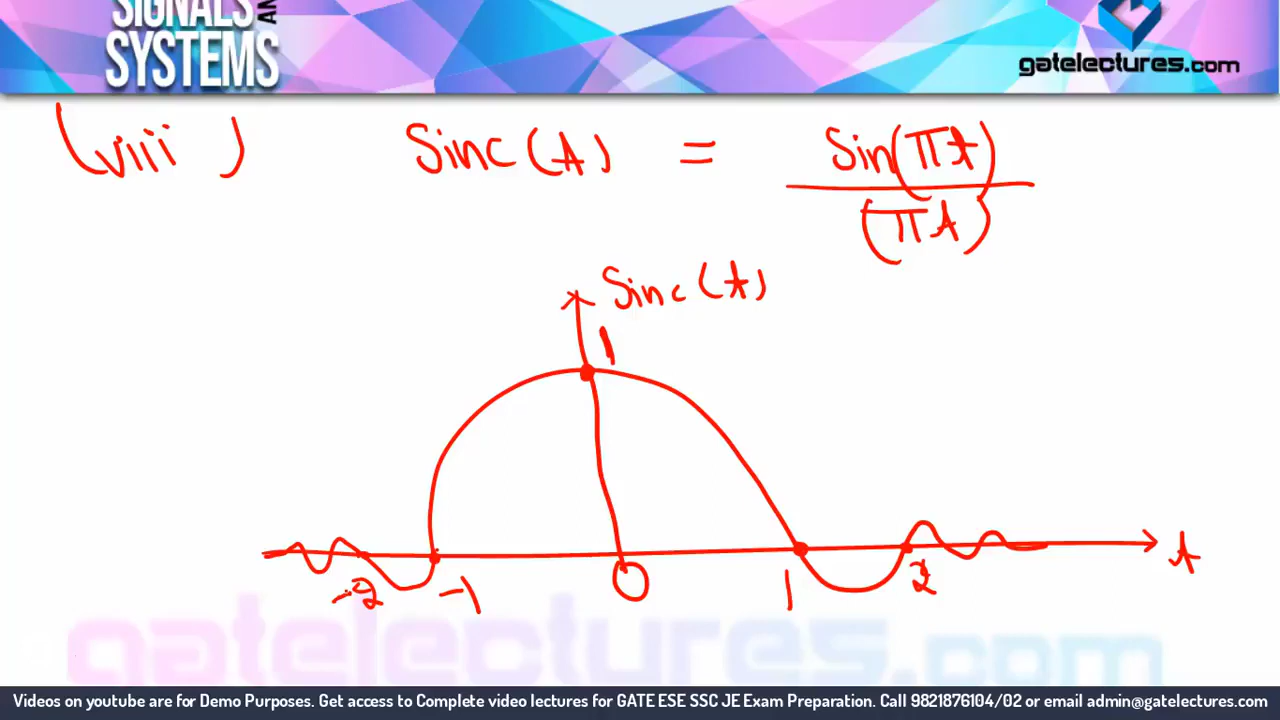 SIGNALS AND
SYSTEMS
gatelectures.com
(viii) Sinc(t) = Sin(πt)
(πt)
Sinc(t)
1
-2 -1 0 1 2 t
gatelectures.com
Videos on youtube are for Demo Purposes. Get access to Complete video lectures for GATE ESE SSC JE Exam Preparation. Call 9821876104/02 or email admin@gatelectures.com